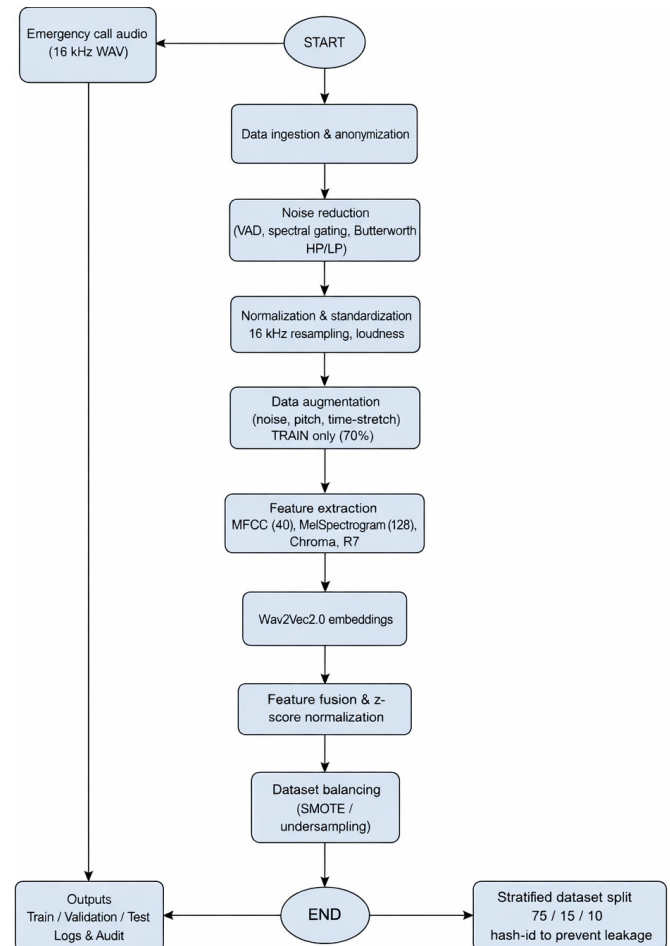 Emergency call audio
(16 kHz WAV)
START
Data ingestion & anonymization
Noise reduction
(VAD, spectral gating, Butterworth
HP/LP)
Normalization & standardization
16 kHz resampling, loudness
Data augmentation
(noise, pitch, time-stretch)
TRAIN only (70%)
Feature extraction
MFCC (40), MelSpectrogram (128),
Chroma, R7
Wav2Vec2.0 embeddings
Feature fusion & z-
score normalization
Dataset balancing
(SMOTE /
undersampling)
Outputs
Train / Validation / Test
Logs & Audit
END
Stratified dataset split
75 / 15 / 10
hash-id to prevent leakage